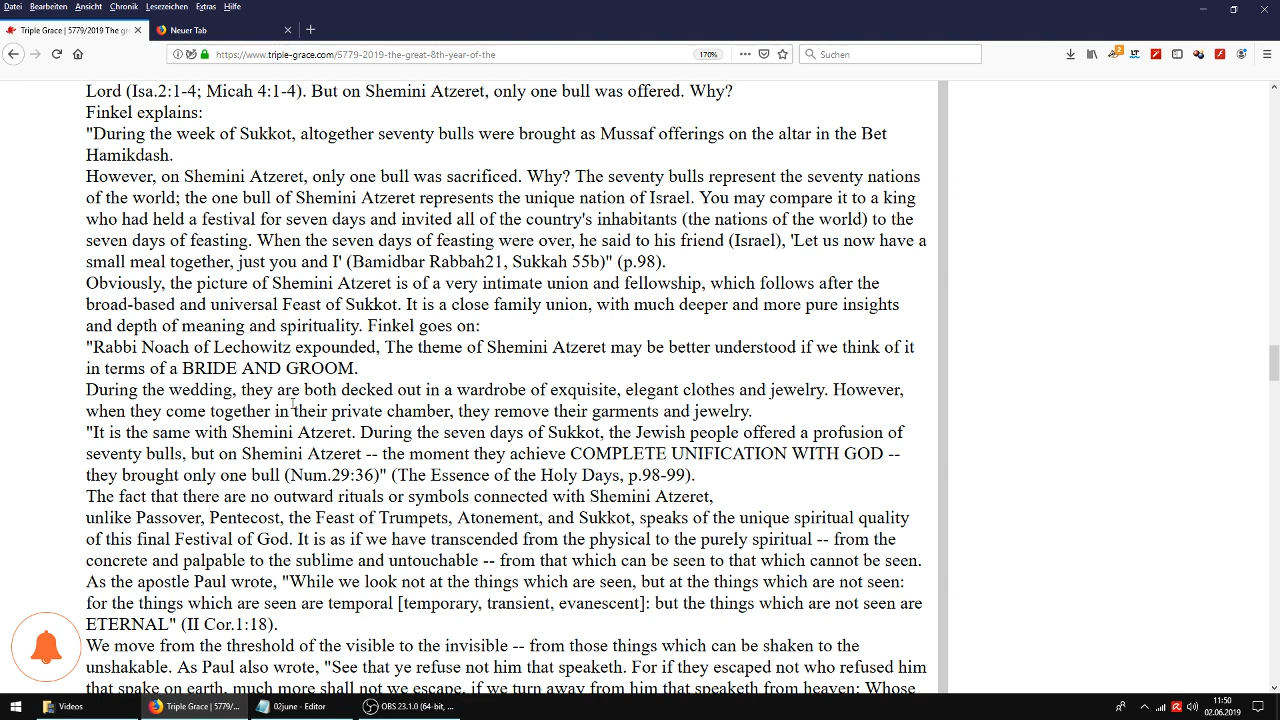 Datei Bearbeiten Ansicht Chronik Lesezeichen Extras Hilfe
Triple Grace | 5779/2019 The gr
Neuer Tab
https://www.triple-grace.com/5779-2019-the-great-8th-year-of-the
170%
Suchen
2
Lord (Isa.2:1-4; Micah 4:1-4). But on Shemini Atzeret, only one bull was offered. Why?
Finkel explains:
"During the week of Sukkot, altogether seventy bulls were brought as Mussaf offerings on the altar in the Bet
Hamikdash.
However, on Shemini Atzeret, only one bull was sacrificed. Why? The seventy bulls represent the seventy nations
of the world; the one bull of Shemini Atzeret represents the unique nation of Israel. You may compare it to a king
who had held a festival for seven days and invited all of the country's inhabitants (the nations of the world) to the
seven days of feasting. When the seven days of feasting were over, he said to his friend (Israel), 'Let us now have a
small meal together, just you and I' (Bamidbar Rabbah21, Sukkah 55b)" (p.98).
Obviously, the picture of Shemini Atzeret is of a very intimate union and fellowship, which follows after the
broad-based and universal Feast of Sukkot. It is a close family union, with much deeper and more pure insights
and depth of meaning and spirituality. Finkel goes on:
"Rabbi Noach of Lechowitz expounded, The theme of Shemini Atzeret may be better understood if we think of it
in terms of a BRIDE AND GROOM.
During the wedding, they are both decked out in a wardrobe of exquisite, elegant clothes and jewelry. However,
when they come together in their private chamber, they remove their garments and jewelry.
"It is the same with Shemini Atzeret. During the seven days of Sukkot, the Jewish people offered a profusion of
seventy bulls, but on Shemini Atzeret -- the moment they achieve COMPLETE UNIFICATION WITH GOD --
they brought only one bull (Num.29:36)" (The Essence of the Holy Days, p.98-99).
The fact that there are no outward rituals or symbols connected with Shemini Atzeret,
unlike Passover, Pentecost, the Feast of Trumpets, Atonement, and Sukkot, speaks of the unique spiritual quality
of this final Festival of God. It is as if we have transcended from the physical to the purely spiritual -- from the
concrete and palpable to the sublime and untouchable -- from that which can be seen to that which cannot be seen.
As the apostle Paul wrote, "While we look not at the things which are seen, but at the things which are not seen:
for the things which are seen are temporal [temporary, transient, evanescent]: but the things which are not seen are
ETERNAL" (II Cor.1:18).
We move from the threshold of the visible to the invisible -- from those things which can be shaken to the
unshakable. As Paul also wrote, "See that ye refuse not him that speaketh. For if they escaped not who refused him
that spake on earth, much more shall not we escape, if we turn away from him that speaketh from heaven: Whose
Videos
Triple Grace | 5779/...
02june - Editor
OBS 23.1.0 (64-bit, ...
11:50
02.06.2019